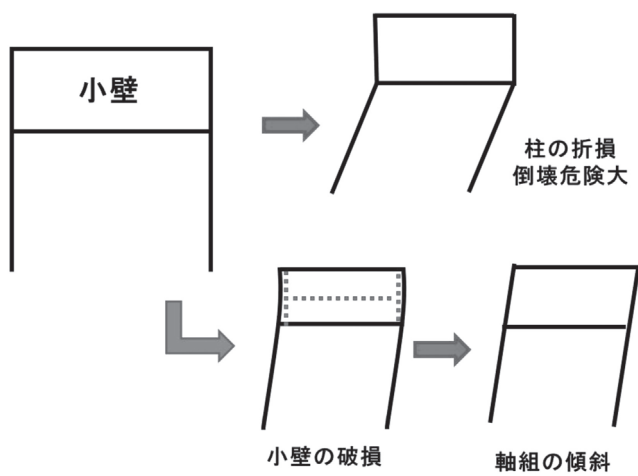 小壁
柱の折損
倒壊危険大
小壁の破損
軸組の傾斜